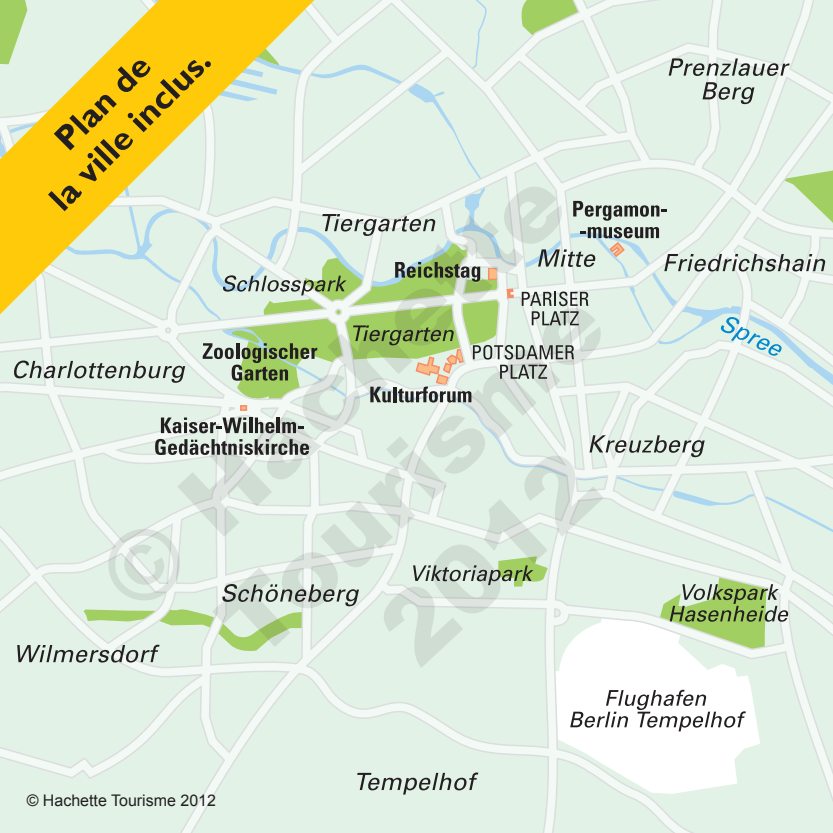 Plan de
la ville inclus.
Prenzlauer
Berg
Pergamon-
-museum
Tiergarten
Mitte
Friedrichshain
Reichstag
Schlosspark
PARISER
PLATZ
Spree
Tiergarten
Zoologischer
Garten
POTSDAMER
PLATZ
Charlottenburg
Kulturforum
Kaiser-Wilhelm-
Gedächtniskirche
Kreuzberg
© Hachette
Tourisme
2012
Viktoriapark
Schöneberg
Volkspark
Hasenheide
Wilmersdorf
Flughafen
Berlin Tempelhof
Tempelhof
© Hachette Tourisme 2012